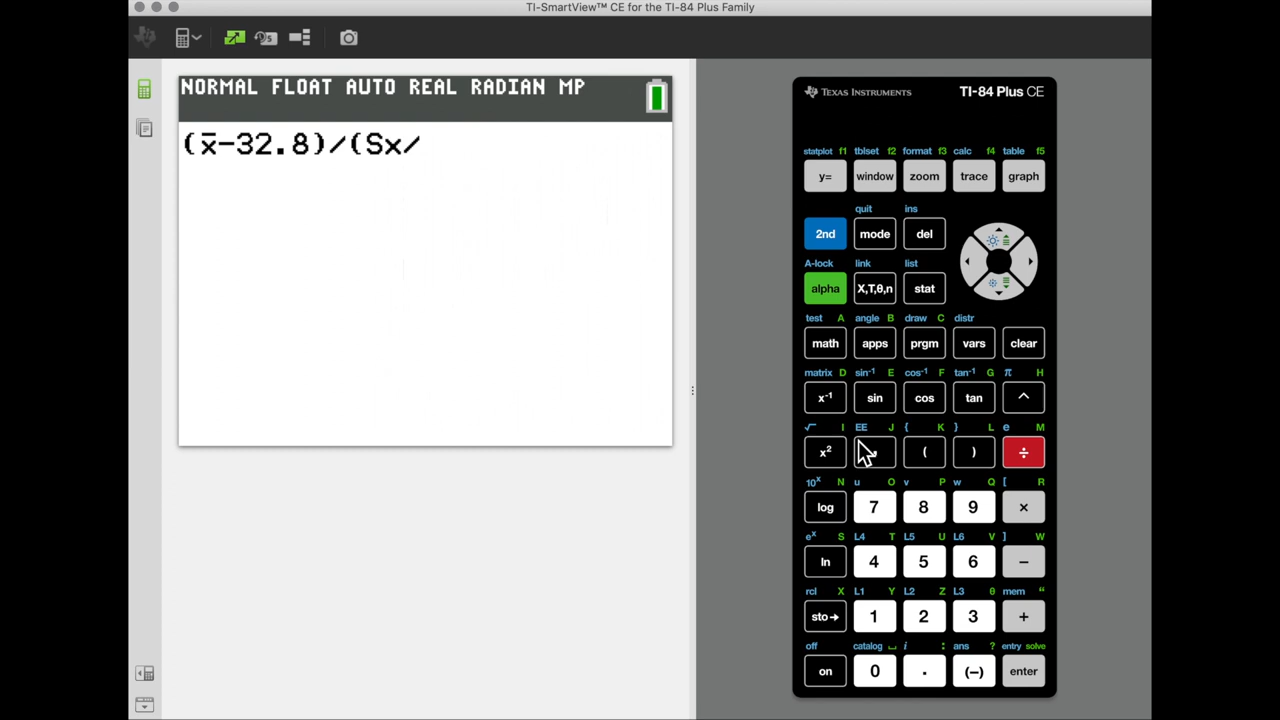 TI-SmartView™ CE for the TI-84 Plus Family
NORMAL FLOAT AUTO REAL RADIAN MP
(x̄-32.8)/(Sx/
TEXAS INSTRUMENTS TI-84 Plus CE
statplot f1 tblset f2 format f3 calc f4 table f5
y= window zoom trace graph
quit ins
2nd mode del
A-lock link list
alpha X,T,θ,n stat
test A angle B draw C distr
math apps prgm vars clear
matrix D sin⁻¹ E cos⁻¹ F tan⁻¹ G π H
x⁻¹ sin cos tan ^
√ I EE J { K } L e M
x² ( ) ÷
10ˣ N u O v P w Q [ R
log 7 8 9 ×
eˣ S L4 T L5 U L6 V ] W
ln 4 5 6 −
rcl X L1 Y L2 Z L3 θ mem “
sto→ 1 2 3 +
off catalog ⎵ i : ans ? entry solve
on 0 . (−) enter